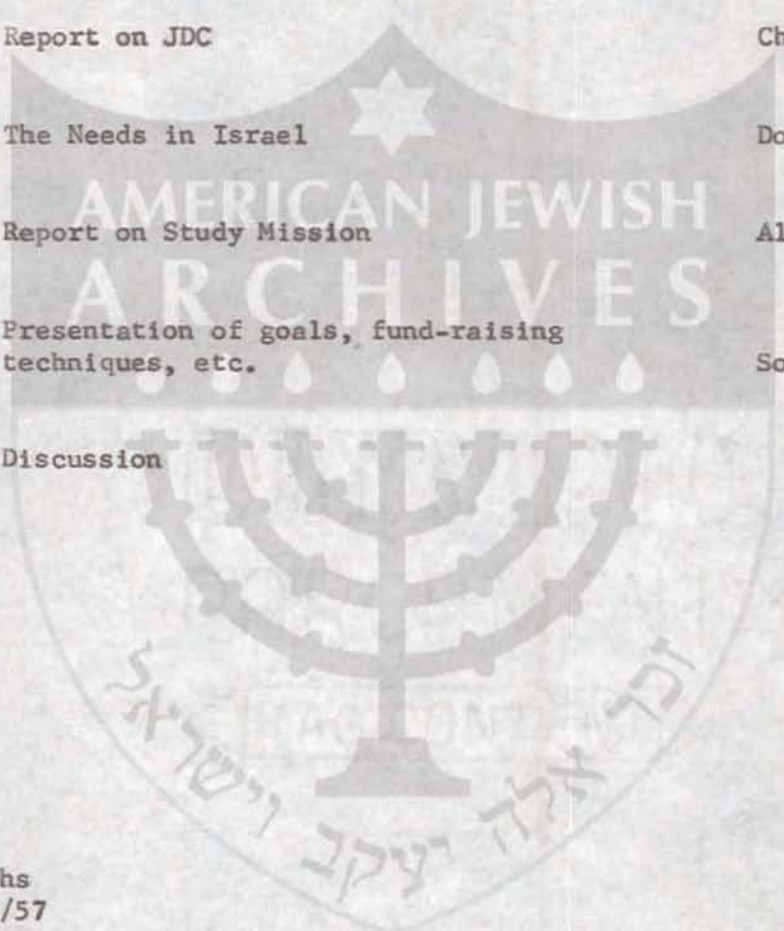 Report on JDC
Ch
The Needs in Israel
Do
AMERICAN JEWISH
Report on Study Mission
Al
ARCHIVES
Presentation of goals, fund-raising
techniques, etc.
So
Discussion
זכר אלה יעקב וישראל
hs
/57